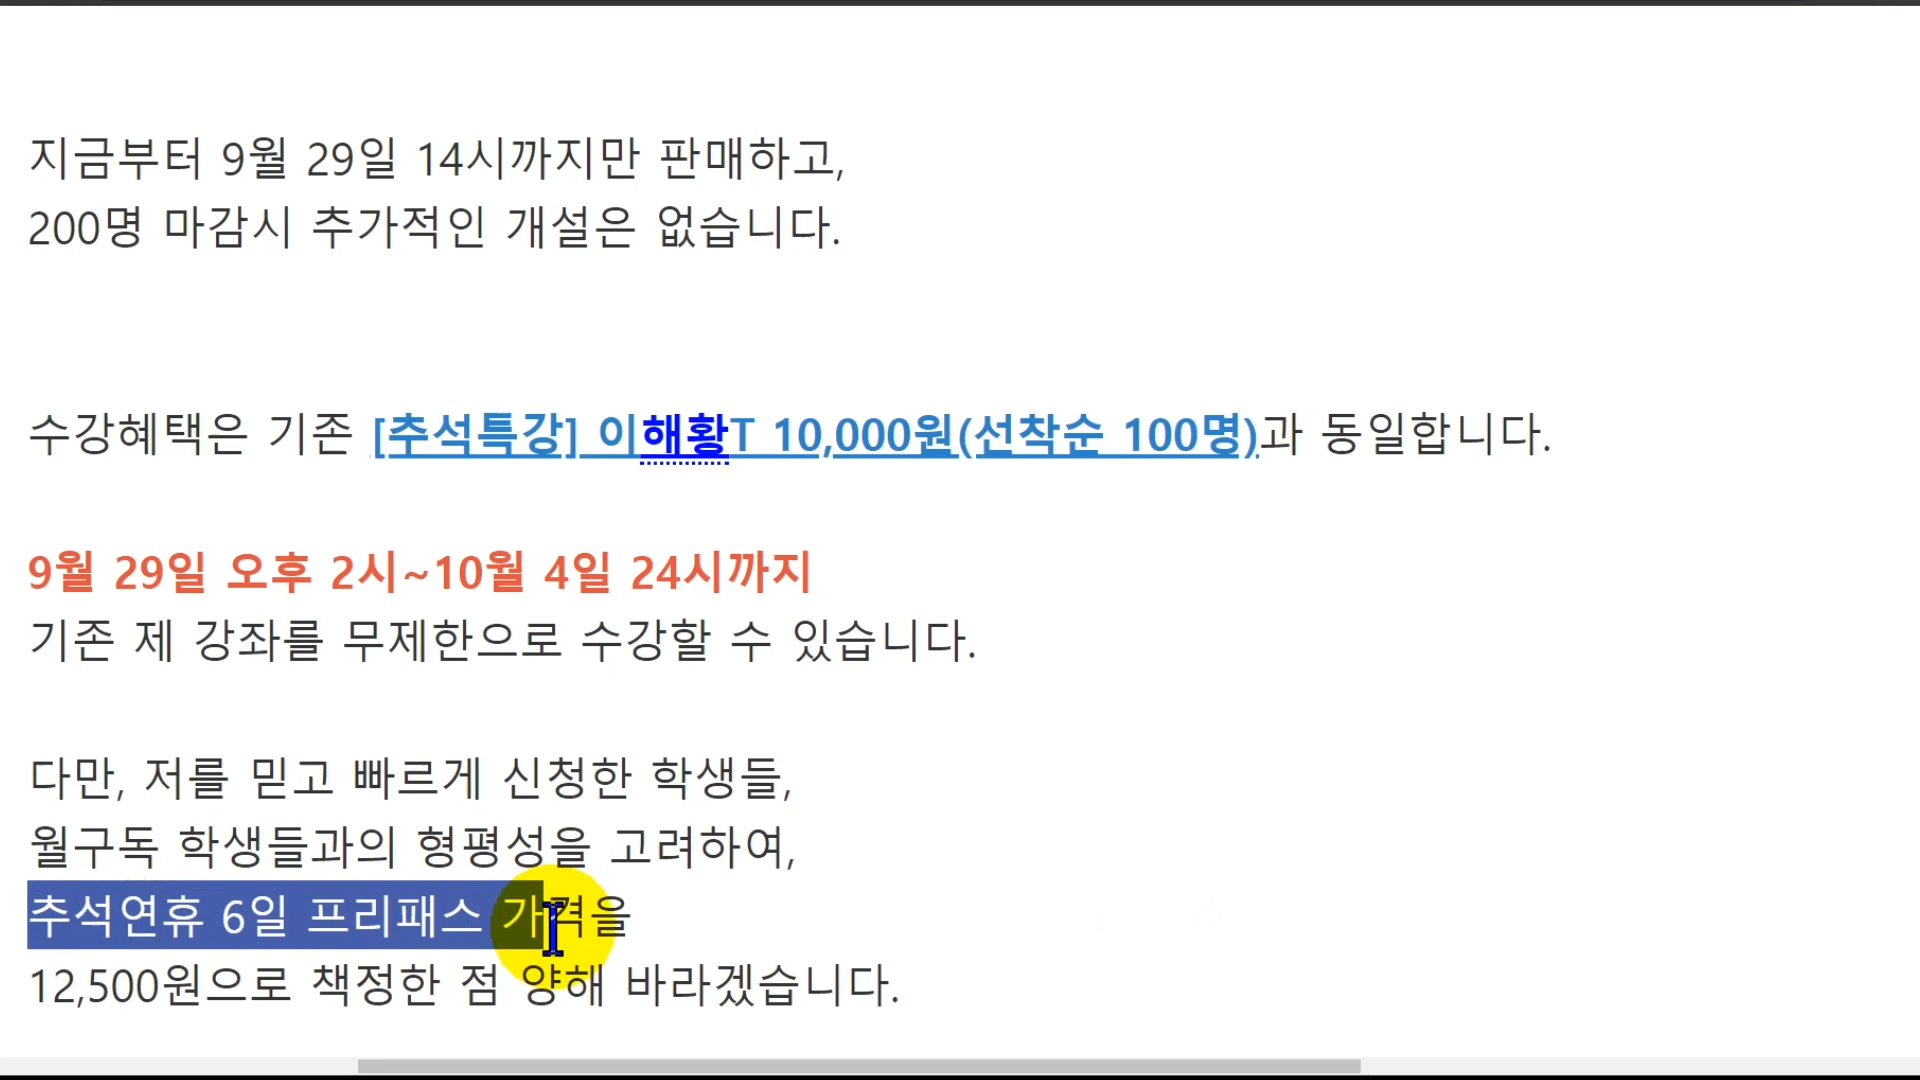 지금부터 9월 29일 14시까지만 판매하고,
200명 마감시 추가적인 개설은 없습니다.
수강혜택은 기존 [추석특강] 이해황T 10,000원(선착순 100명)과 동일합니다.
9월 29일 오후 2시~10월 4일 24시까지
기존 제 강좌를 무제한으로 수강할 수 있습니다.
다만, 저를 믿고 빠르게 신청한 학생들,
월구독 학생들과의 형평성을 고려하여,
추석연휴 6일 프리패스 가격을
12,500원으로 책정한 점 양해 바라겠습니다.